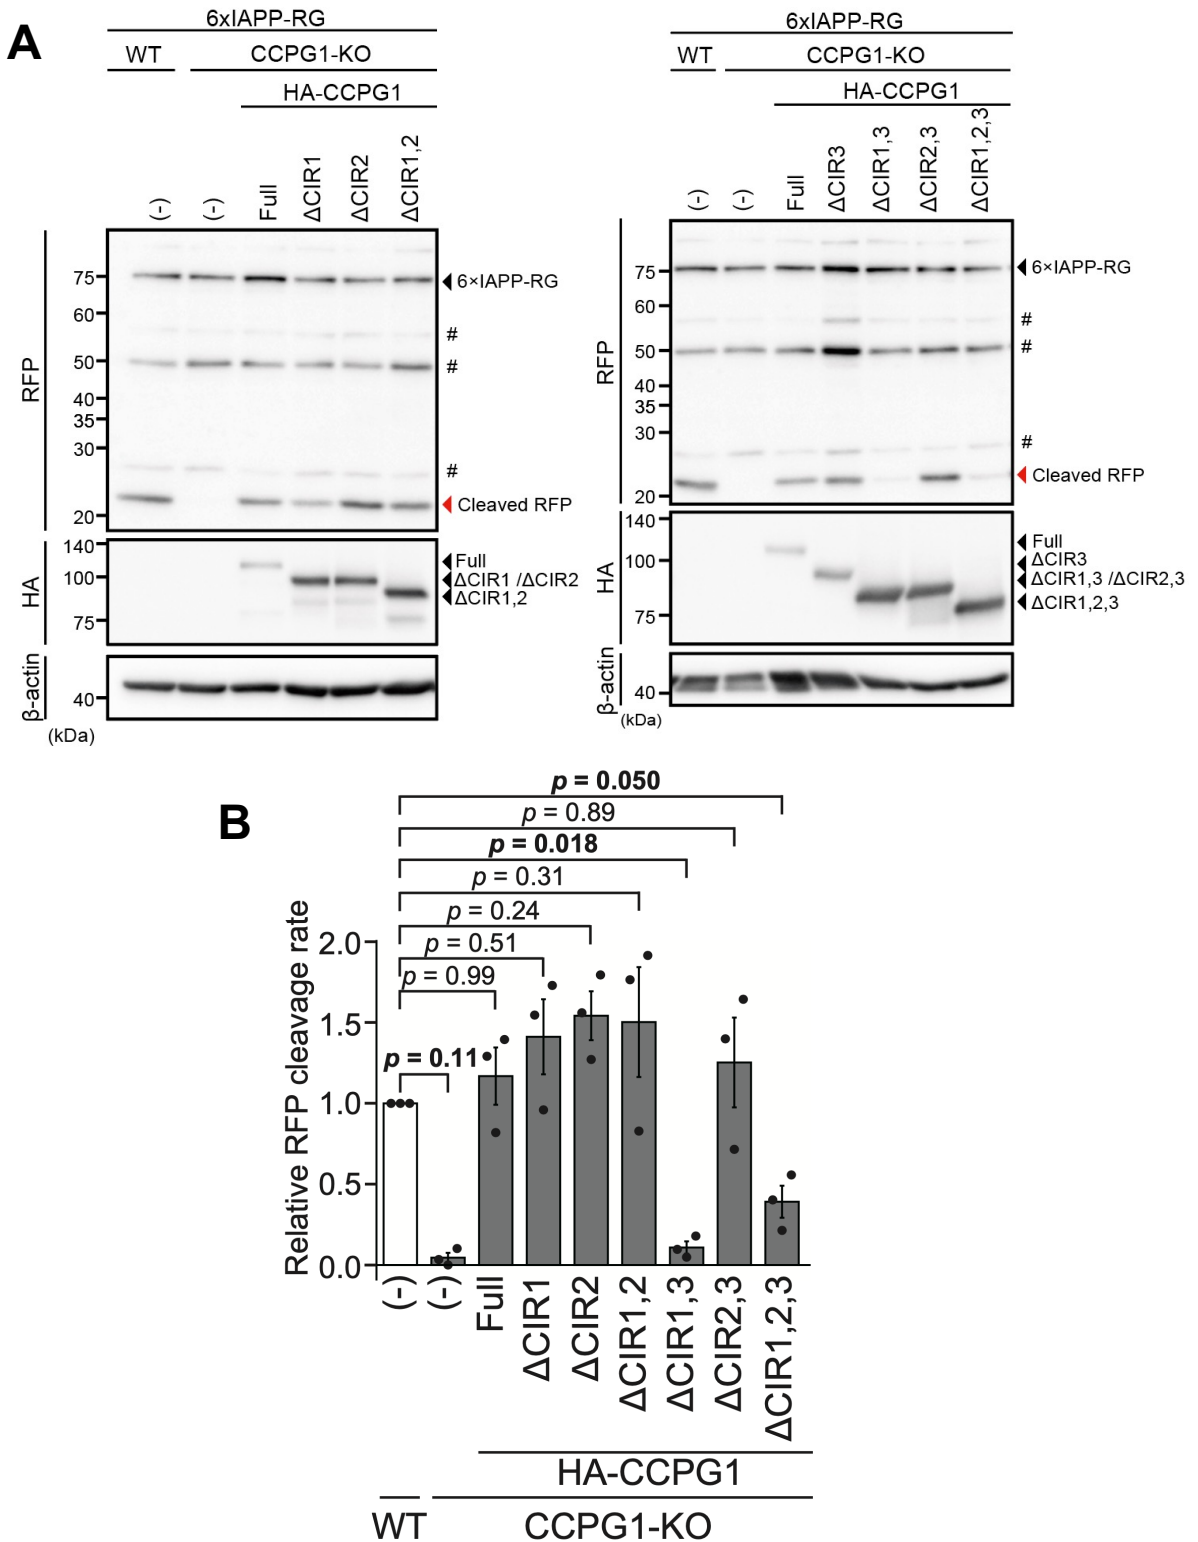 A
6xIAPP-RG
WT CCPG1-KO
HA-CCPG1
(-) (-) Full ΔCIR1 ΔCIR2 ΔCIR1,2
RFP
75
60
50
40
35
30
20
6×IAPP-RG
#
#
#
Cleaved RFP
HA
140
100
75
Full
ΔCIR1 /ΔCIR2
ΔCIR1,2
β-actin
40
(kDa)
6xIAPP-RG
WT CCPG1-KO
HA-CCPG1
(-) (-) Full ΔCIR3 ΔCIR1,3 ΔCIR2,3 ΔCIR1,2,3
RFP
75
60
50
40
35
30
20
6×IAPP-RG
#
#
#
Cleaved RFP
HA
140
100
75
Full
ΔCIR3
ΔCIR1,3 /ΔCIR2,3
ΔCIR1,2,3
β-actin
40
(kDa)
B
p = 0.050
p = 0.89
p = 0.018
p = 0.31
p = 0.24
p = 0.51
p = 0.99
p = 0.11
Relative RFP cleavage rate
2.0
1.5
1.0
0.5
0.0
(-) (-) Full ΔCIR1 ΔCIR2 ΔCIR1,2 ΔCIR1,3 ΔCIR2,3 ΔCIR1,2,3
HA-CCPG1
WT CCPG1-KO